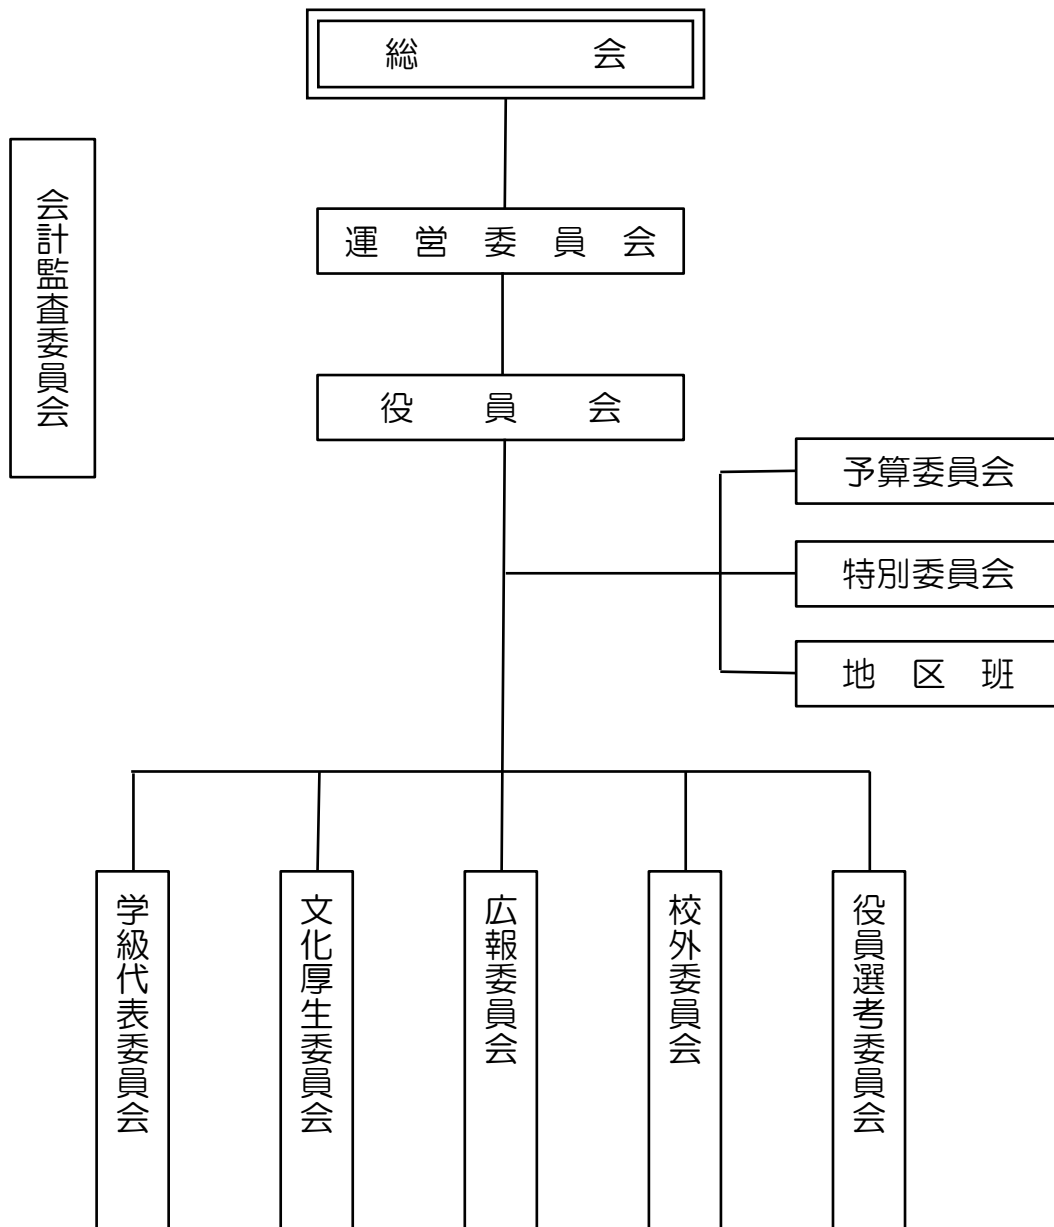 総　　　　会
会計監査委員会
運　営　委　員　会
役　　員　　会
予算委員会
特別委員会
地　区　班
学級代表委員会
文化厚生委員会
広報委員会
校外委員会
役員選考委員会